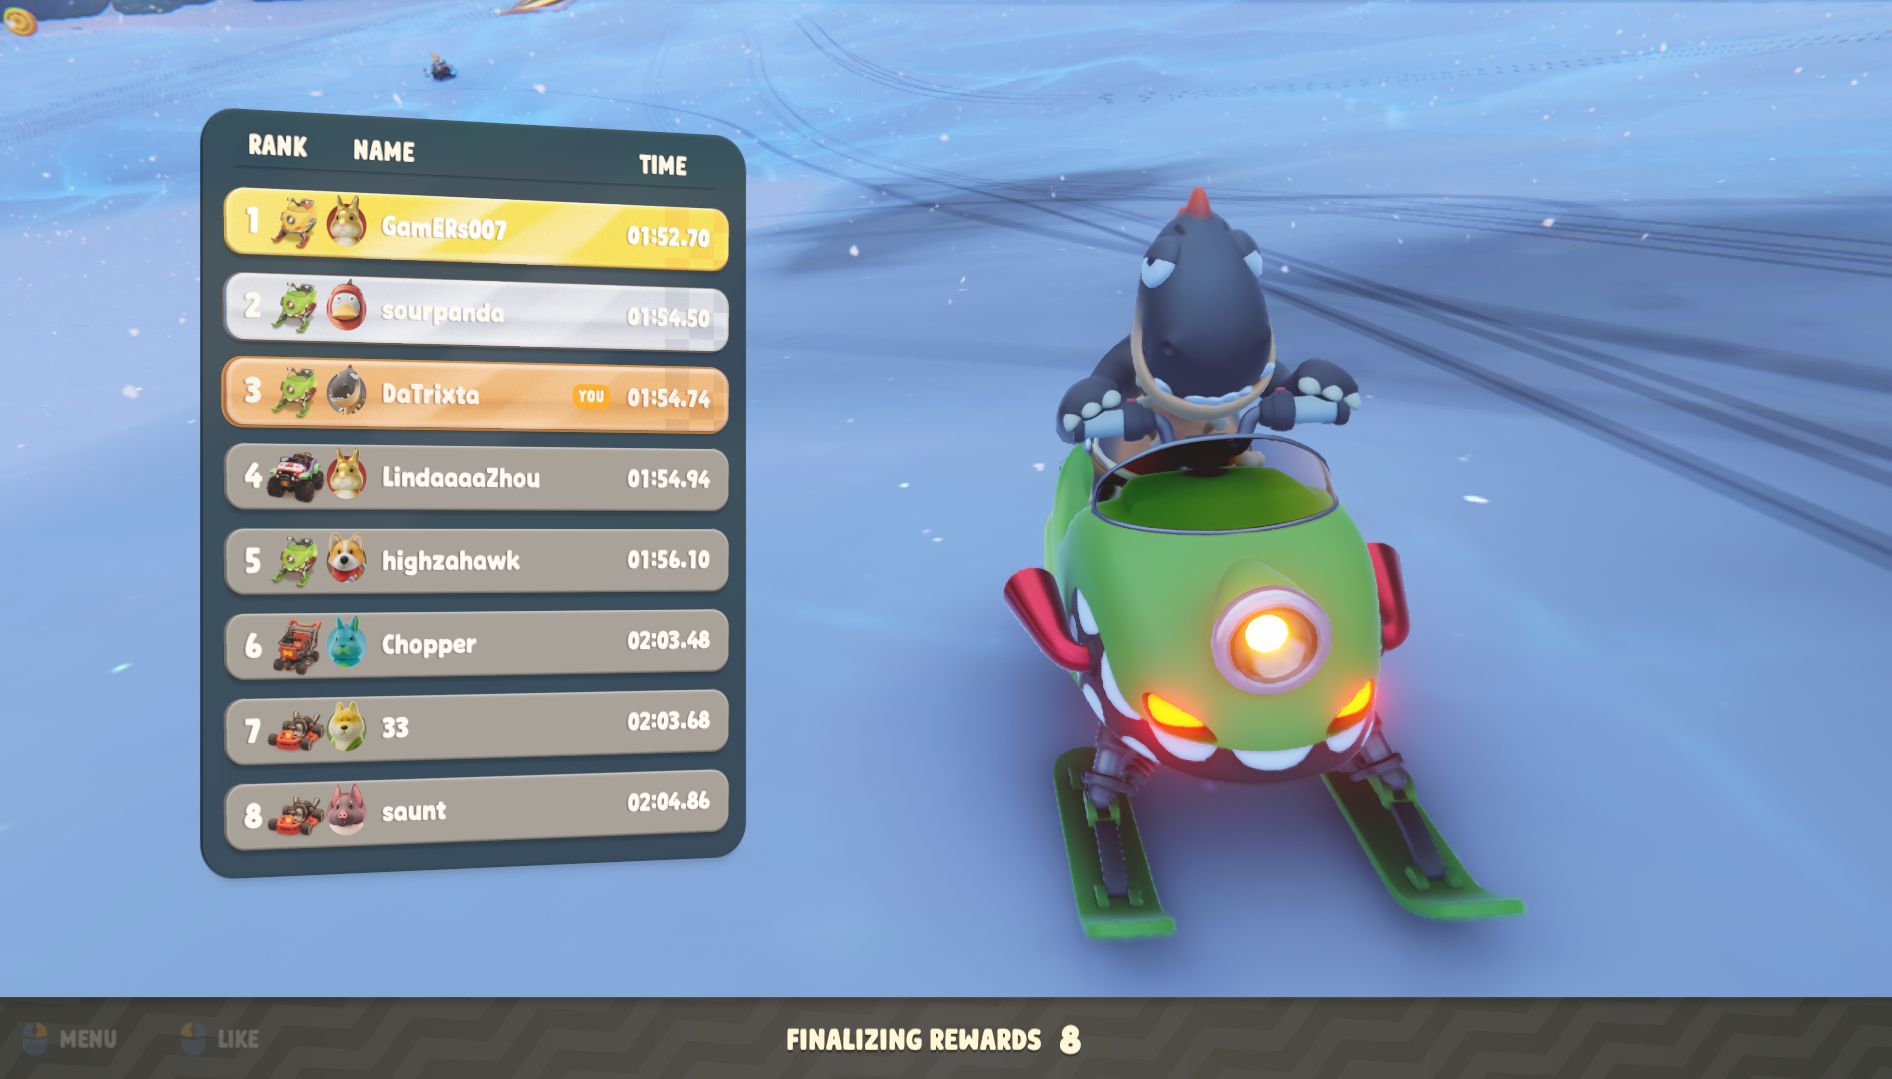 RANK NAME TIME
1 GamERs007 01:52.70
2 sourpanda 01:54.50
3 DaTrixta YOU 01:54.74
4 LindaaaaZhou 01:54.94
5 highzahawk 01:56.10
6 Chopper 02:03.48
7 33 02:03.68
8 saunt 02:04.86
MENU LIKE FINALIZING REWARDS 8